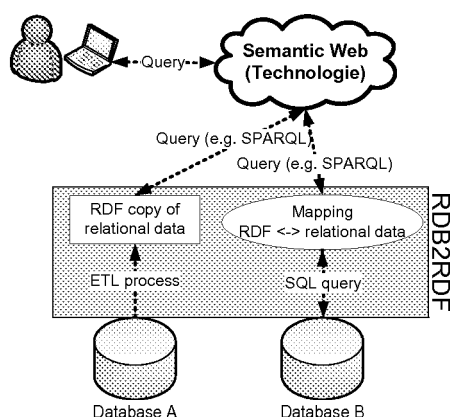 Semantic Web
(Technologie)
Query
Query (e.g. SPARQL)
Query (e.g. SPARQL)
RDF copy of
relational data
Mapping
RDF <-> relational data
RDB2RDF
ETL process
SQL query
Database A
Database B